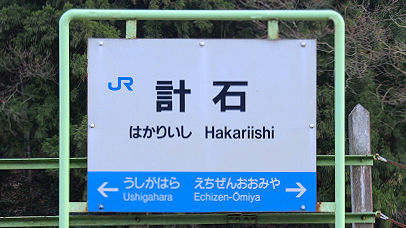 JR
計石
はかりいし Hakariishi
うしがはら えちぜんおおみや
Ushigahara Echizen-Omiya